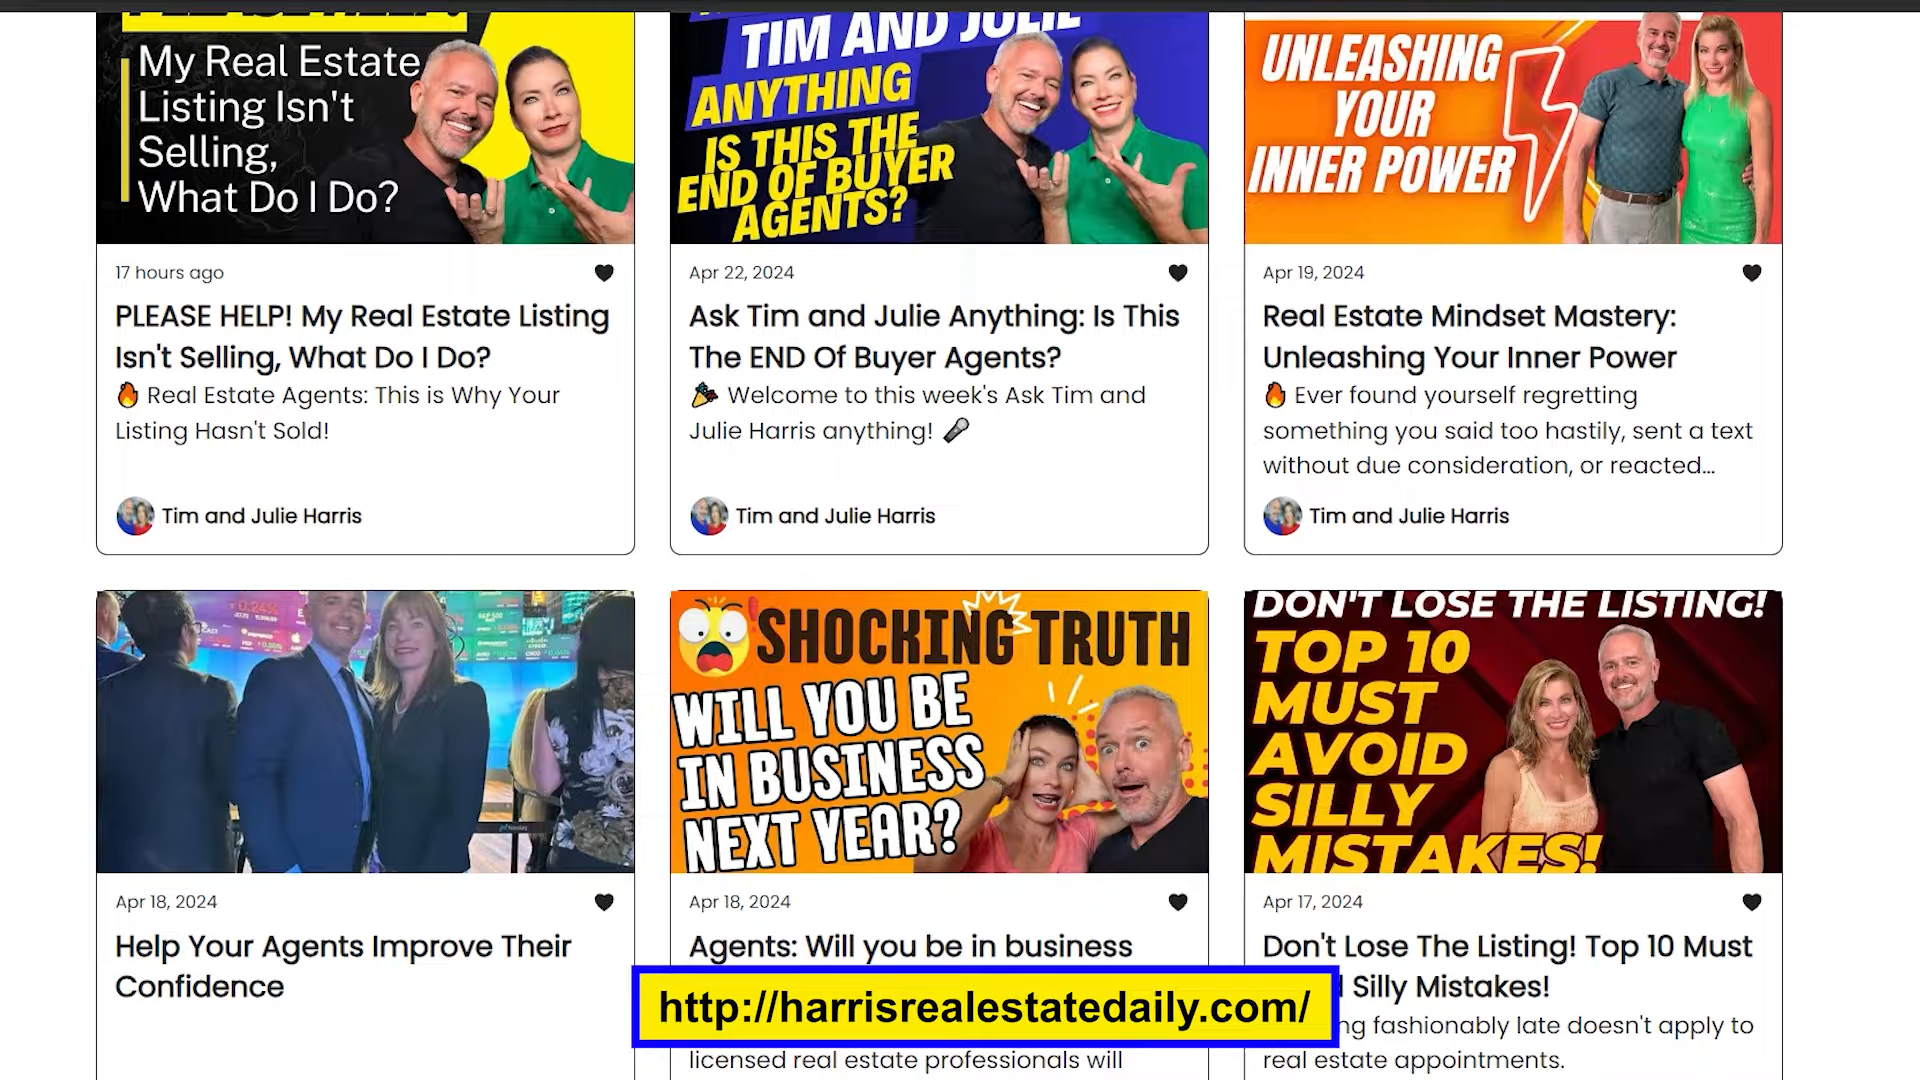 My Real Estate
Listing Isn't
Selling,
What Do I Do?
TIM AND JULIE
ANYTHING
IS THIS THE
END OF BUYER
AGENTS?
UNLEASHING
YOUR
INNER POWER
17 hours ago
PLEASE HELP! My Real Estate Listing
Isn't Selling, What Do I Do?
🔥 Real Estate Agents: This is Why Your
Listing Hasn't Sold!
Tim and Julie Harris
Apr 22, 2024
Ask Tim and Julie Anything: Is This
The END Of Buyer Agents?
🎉 Welcome to this week's Ask Tim and
Julie Harris anything! 🎤
Tim and Julie Harris
Apr 19, 2024
Real Estate Mindset Mastery:
Unleashing Your Inner Power
🔥 Ever found yourself regretting
something you said too hastily, sent a text
without due consideration, or reacted...
Tim and Julie Harris
0.24%
SHOCKING TRUTH
WILL YOU BE
IN BUSINESS
NEXT YEAR?
DON'T LOSE THE LISTING!
TOP 10
MUST
AVOID
SILLY
MISTAKES!
Apr 18, 2024
Help Your Agents Improve Their
Confidence
Apr 18, 2024
Agents: Will you be in business
licensed real estate professionals will
Apr 17, 2024
Don't Lose The Listing! Top 10 Must
Silly Mistakes!
fashionably late doesn't apply to
real estate appointments.
http://harrisrealestatedaily.com/